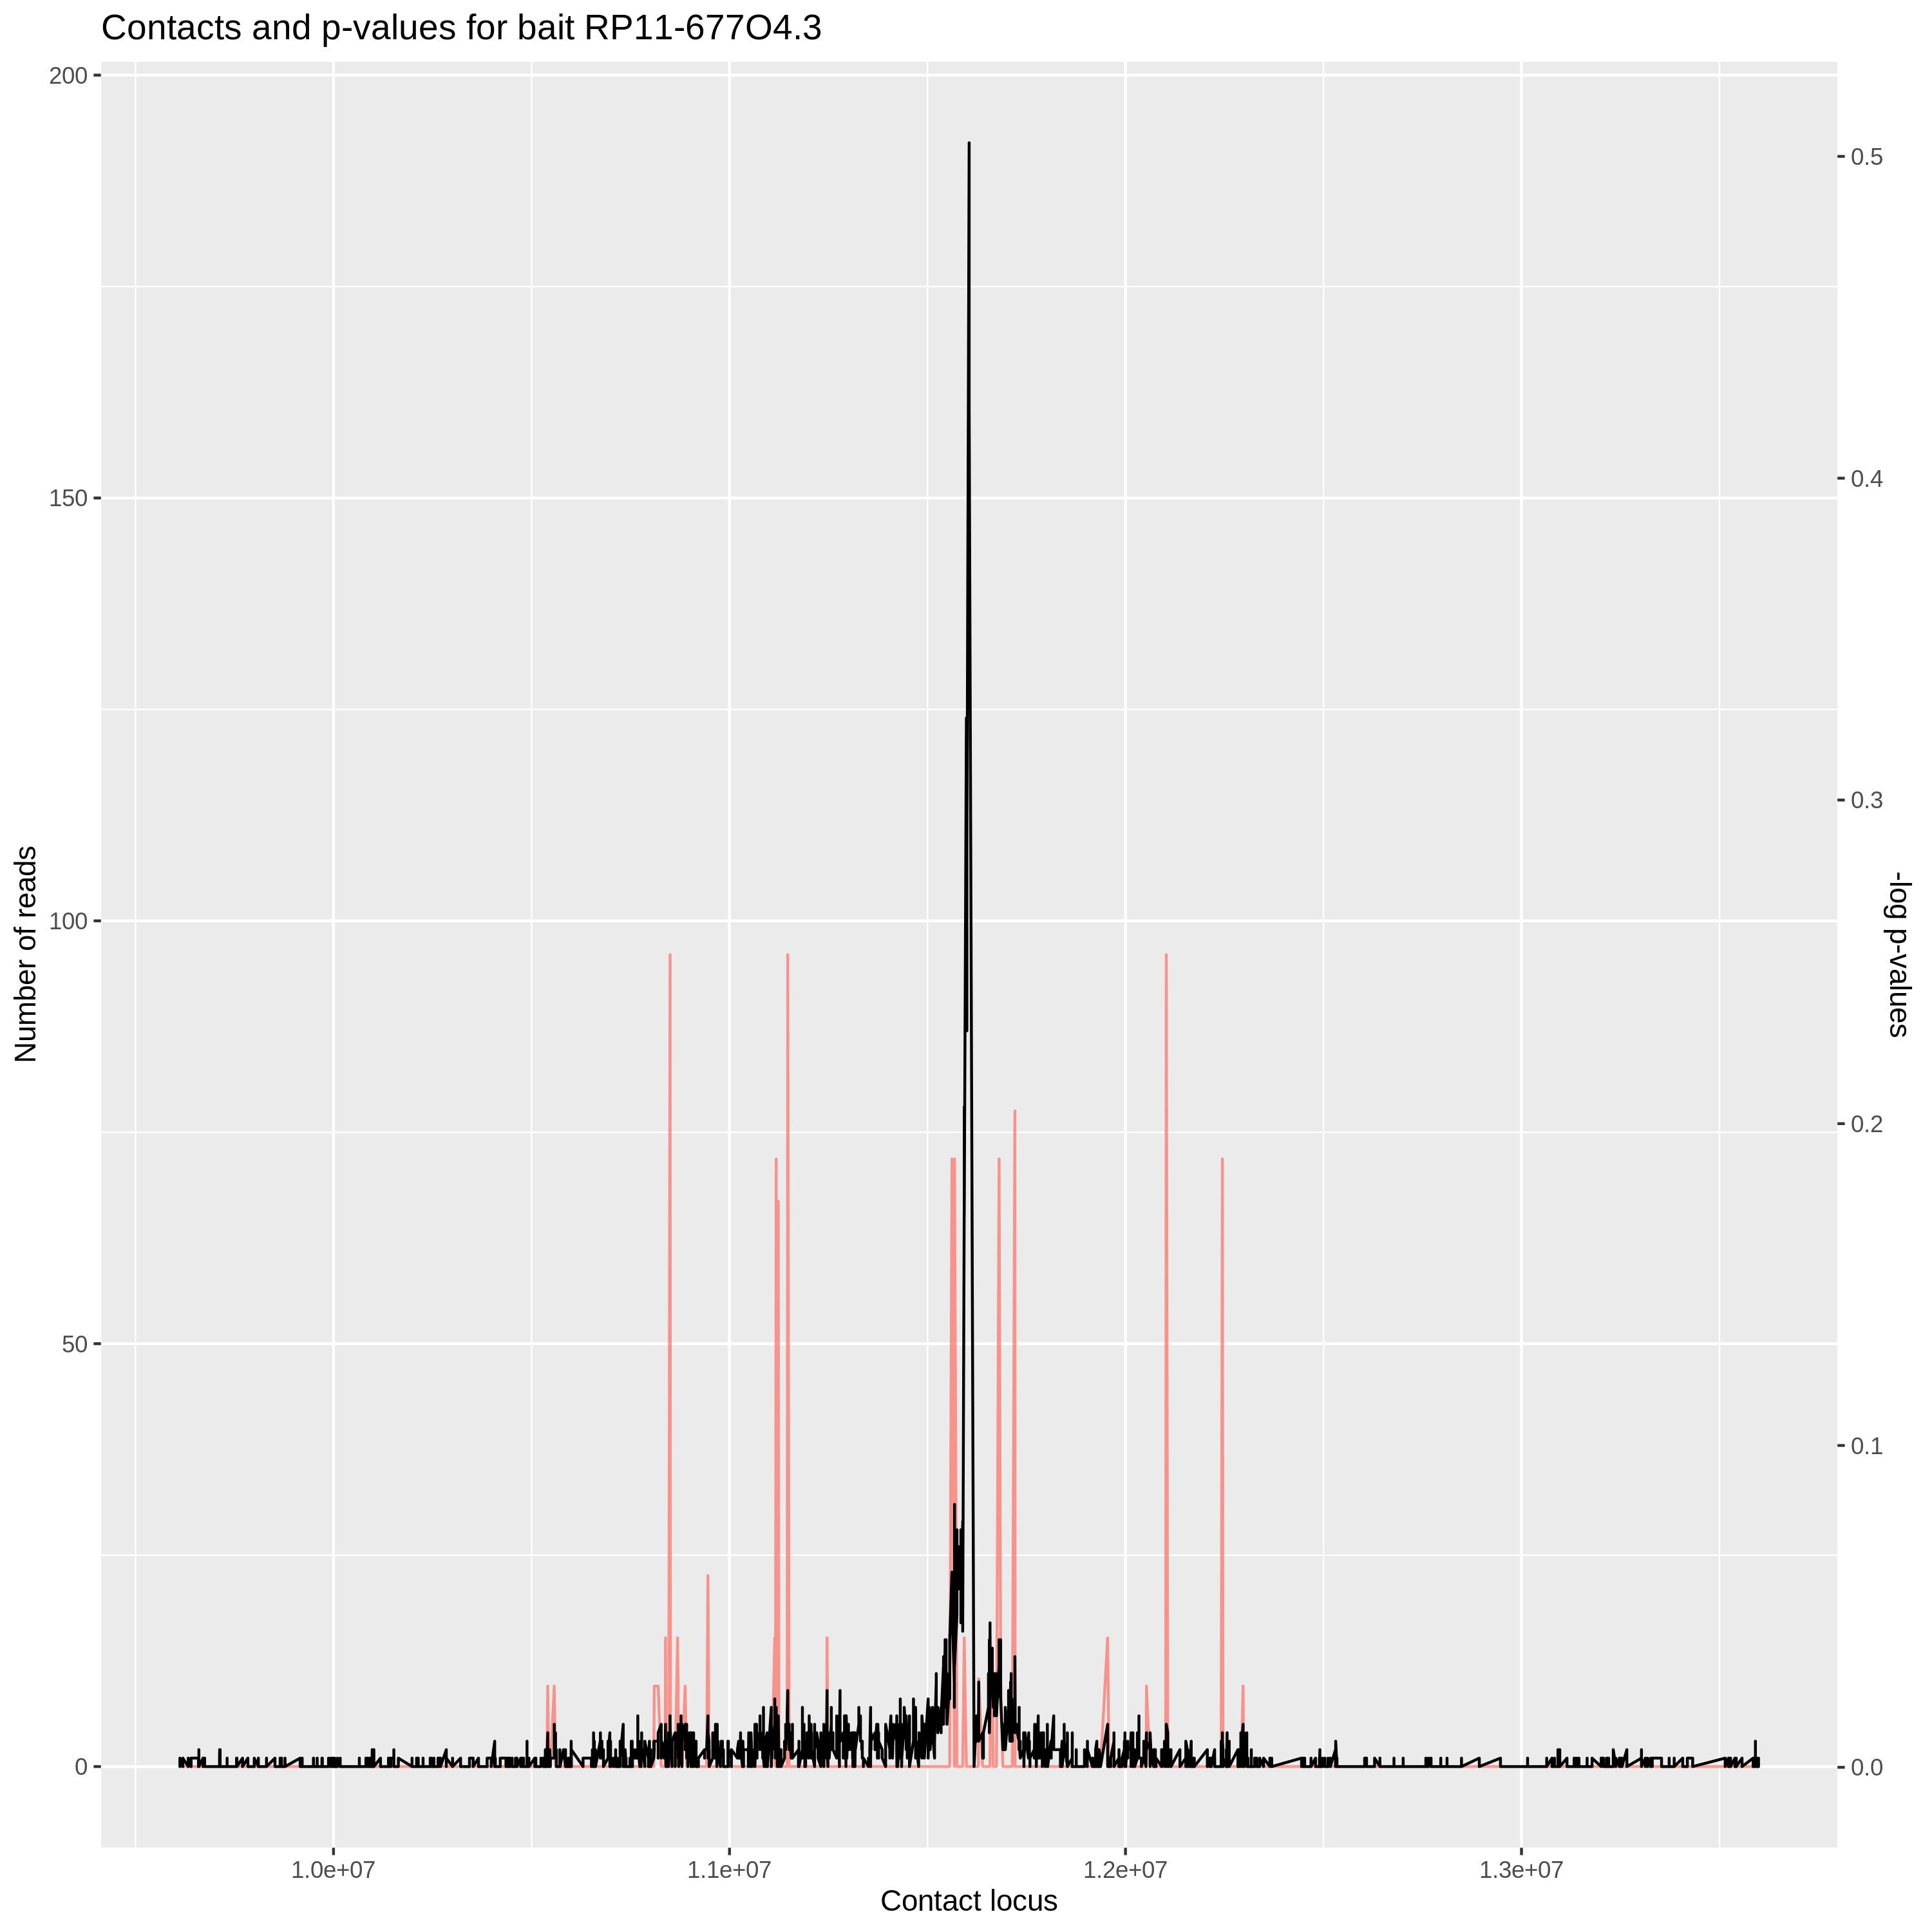 Contacts and p-values for bait RP11-677O4.3
200
150
100
50
0
0.5
0.4
0.3
0.2
0.1
0.0
Number of reads
-log p-values
1.0e+07
1.1e+07
1.2e+07
1.3e+07
Contact locus